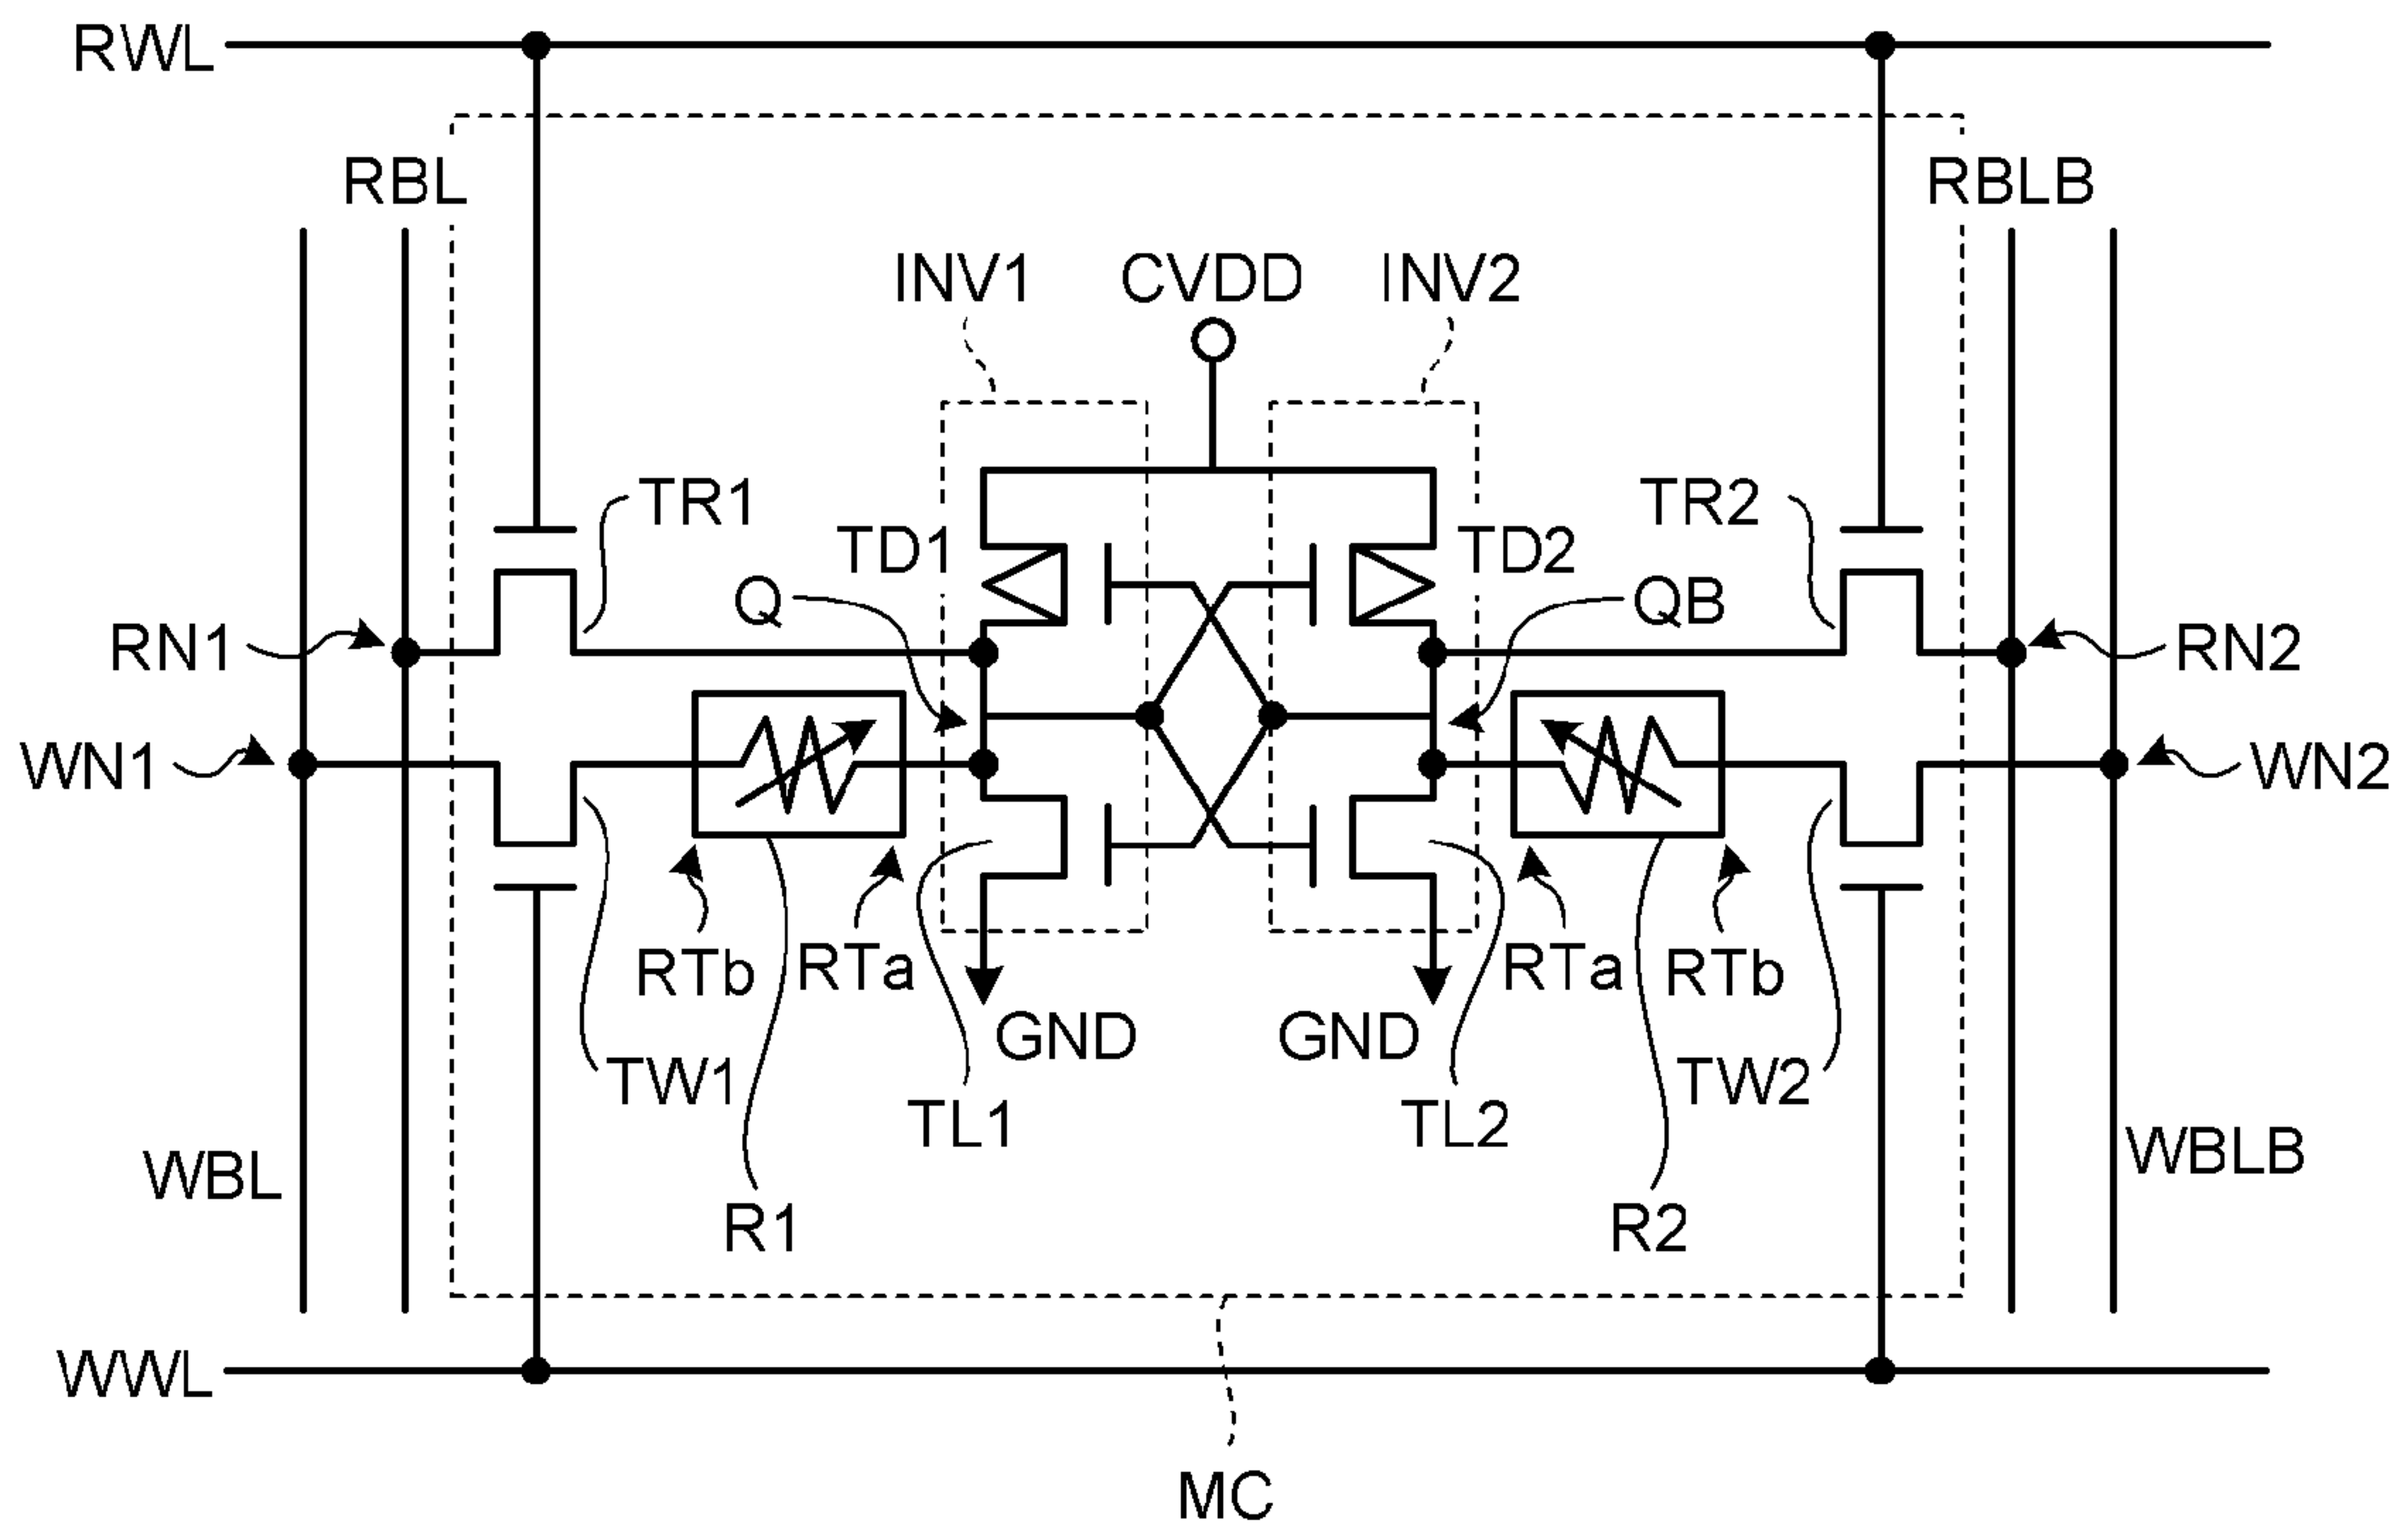 RWL
RBL
RBLB
INV1
CVDD
INV2
TR1
TR2
TD1
TD2
Q
QB
RN1
RN2
WN1
WN2
RTb
RTa
RTa
RTb
GND
GND
TW1
TW2
TL1
TL2
WBL
WBLB
R1
R2
WWL
MC